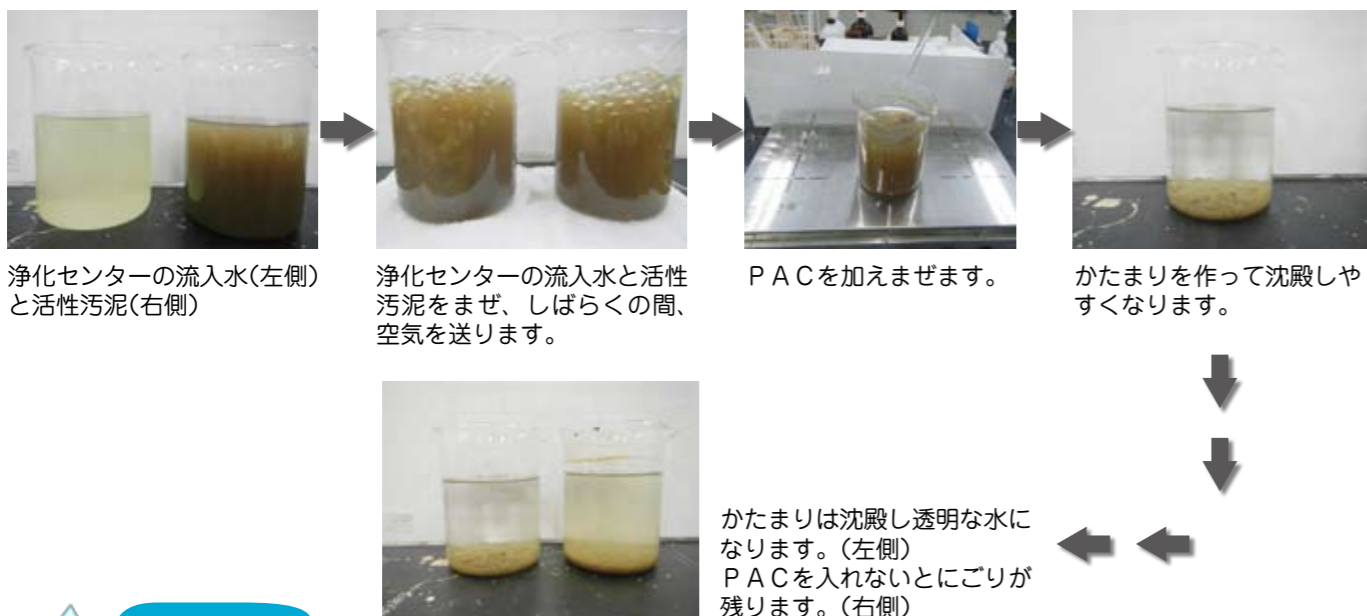 浄化センターの流入水(左側)
と活性汚泥(右側)
浄化センターの流入水と活性
汚泥をまぜ、しばらくの間、
空気を送ります。
ＰＡＣを加えまぜます。
かたまりを作って沈殿しや
すくなります。
かたまりは沈殿し透明な水に
なります。(左側)
ＰＡＣを入れないとにごりが
残ります。(右側)